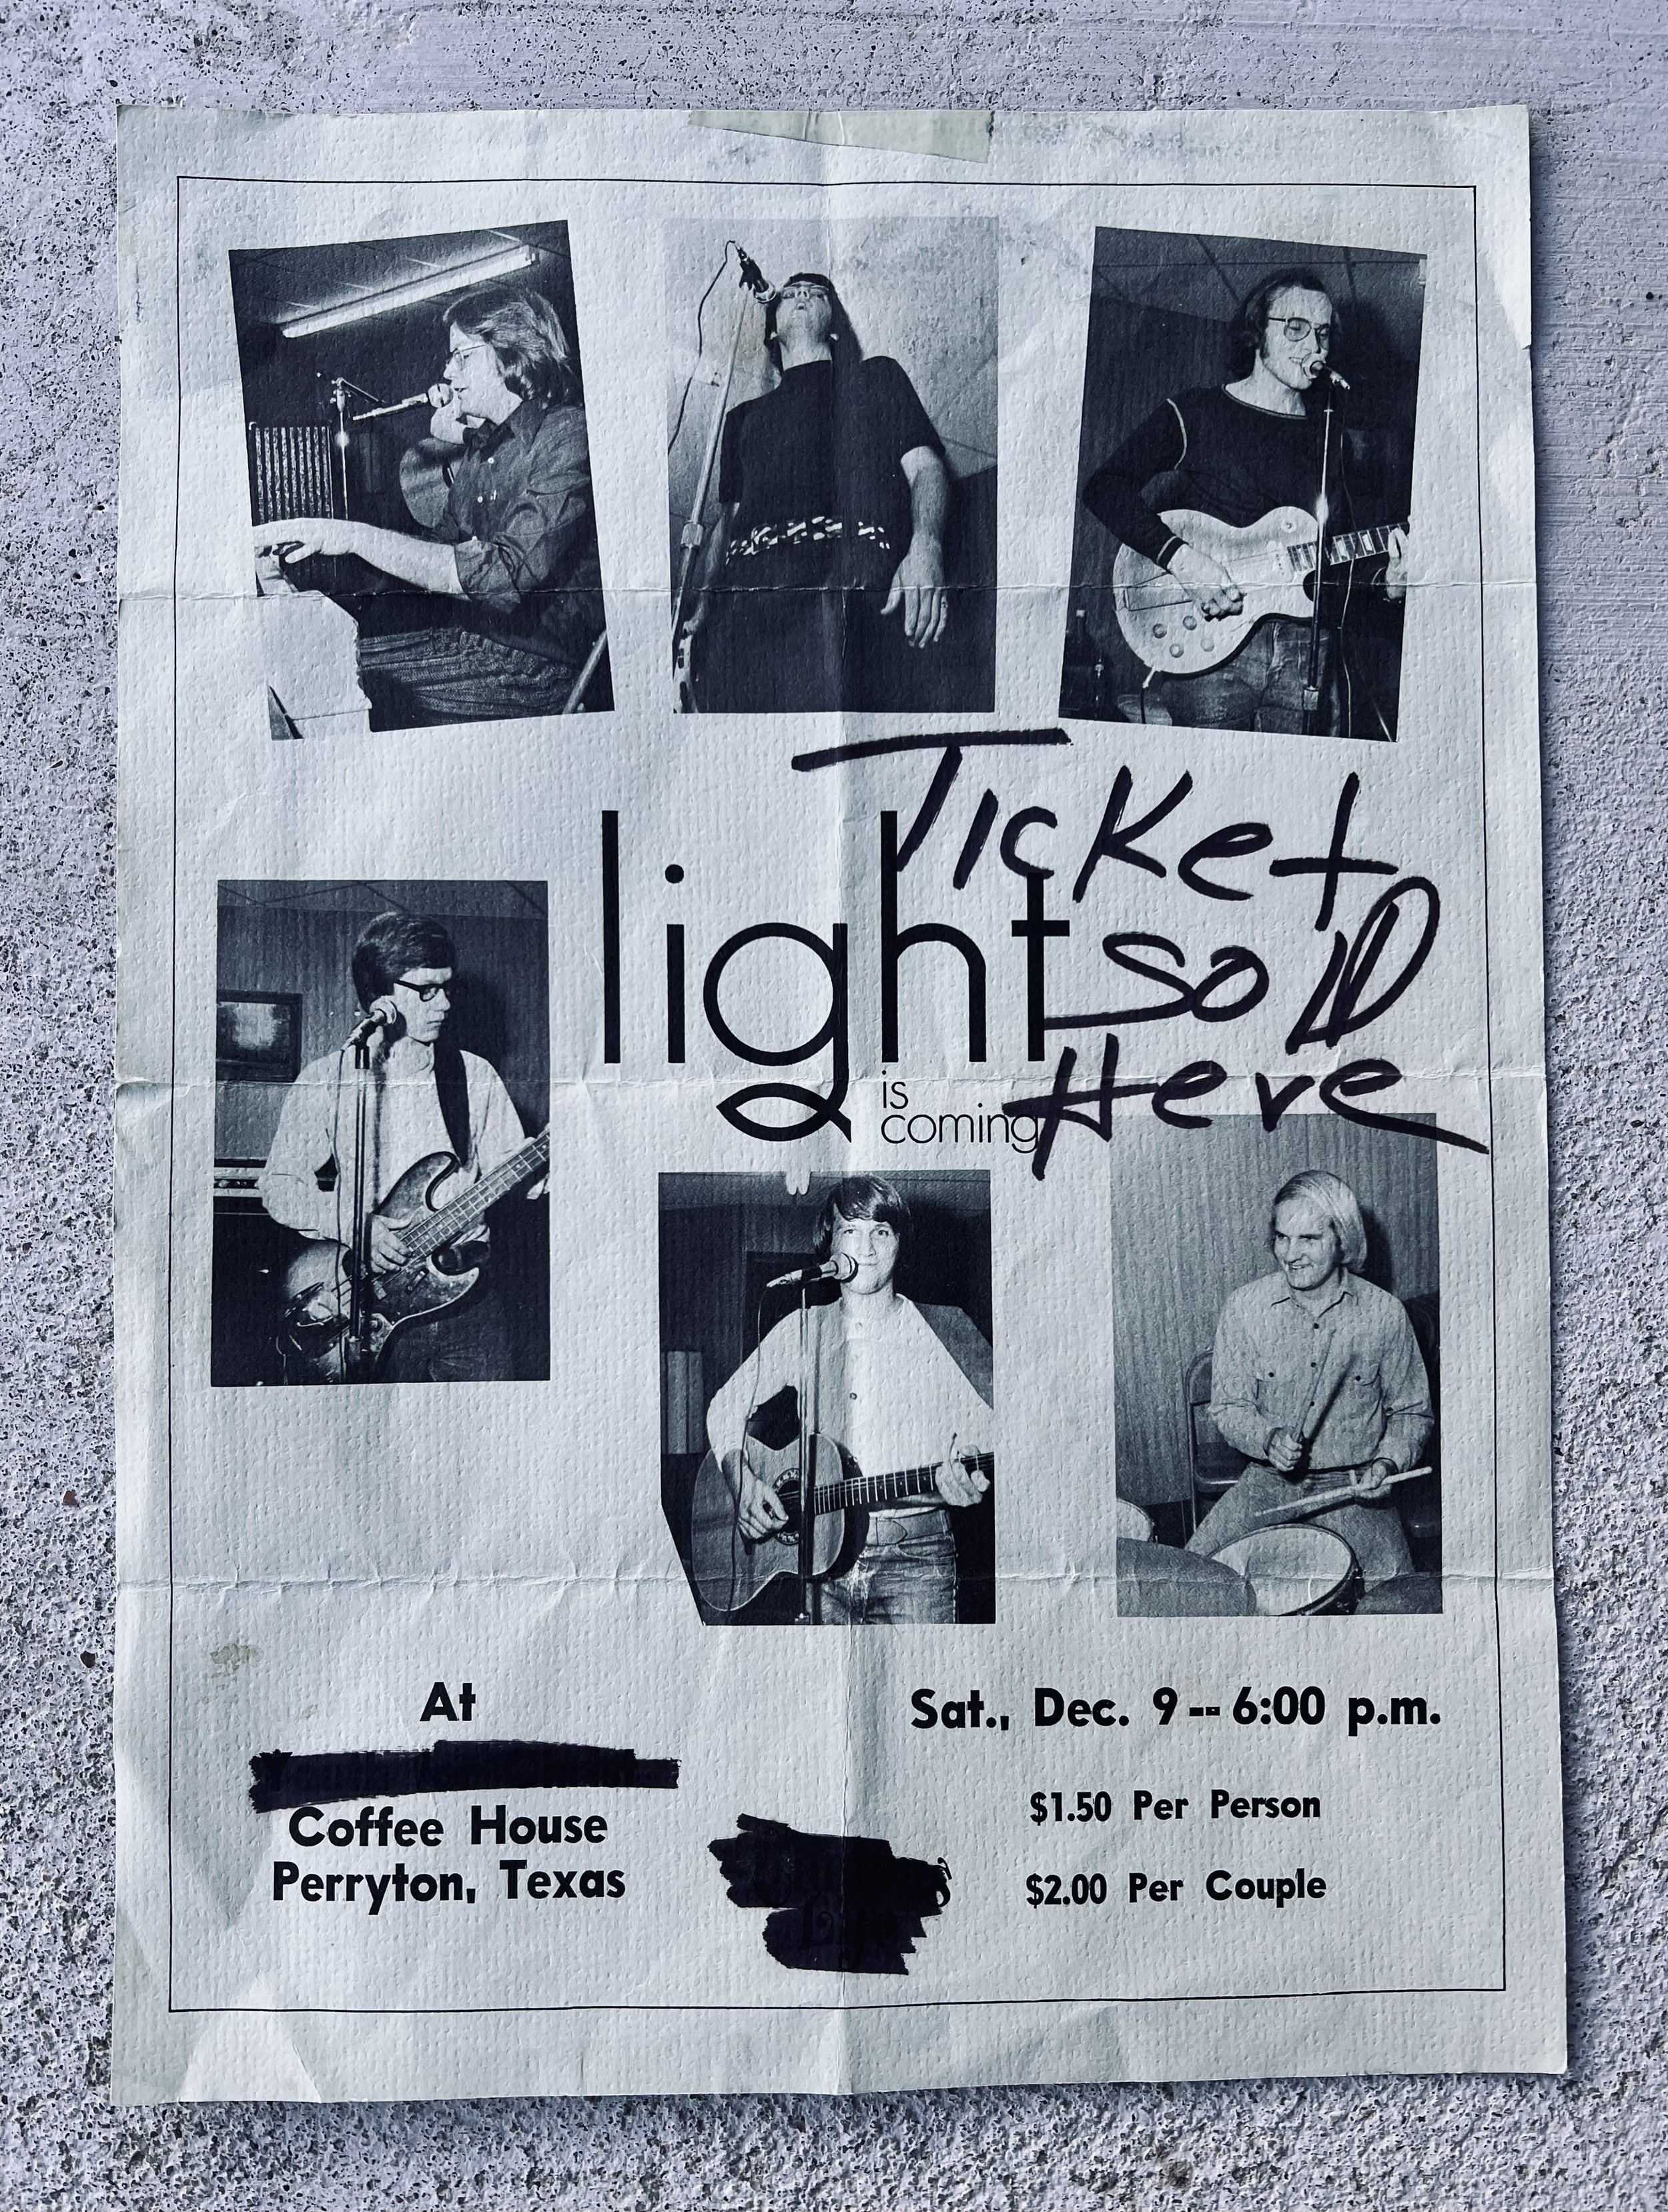 Ticket
sold
Here
light
is
coming
At
Coffee House
Perryton, Texas
Sat., Dec. 9 -- 6:00 p.m.
$1.50 Per Person
$2.00 Per Couple
Life